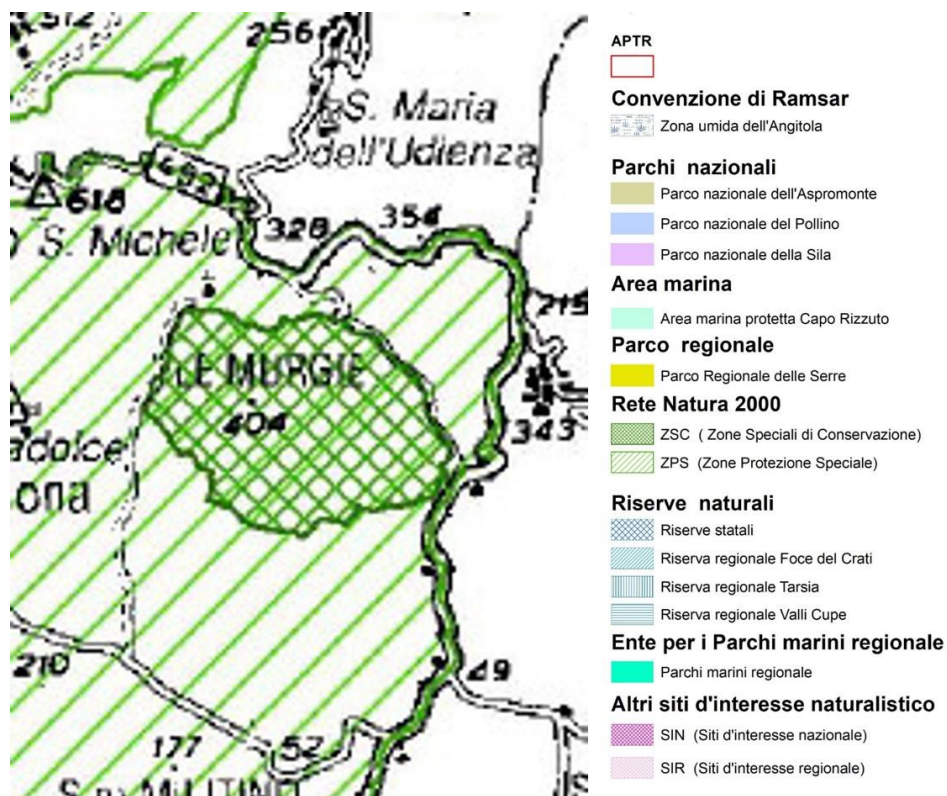 512
256
S. Maria
dell'Udienza
492
618
S. Michele
328
354
215
LE MURGIE
404
343
210
49
177
52
APTR
Convenzione di Ramsar
Zona umida dell'Angitola
Parchi nazionali
Parco nazionale dell'Aspromonte
Parco nazionale del Pollino
Parco nazionale della Sila
Area marina
Area marina protetta Capo Rizzuto
Parco regionale
Parco Regionale delle Serre
Rete Natura 2000
ZSC ( Zone Speciali di Conservazione)
ZPS (Zone Protezione Speciale)
Riserve naturali
Riserve statali
Riserva regionale Foce del Crati
Riserva regionale Tarsia
Riserva regionale Valli Cupe
Ente per i Parchi marini regionale
Parchi marini regionale
Altri siti d'interesse naturalistico
SIN (Siti d'interesse nazionale)
SIR (Siti d'interesse regionale)